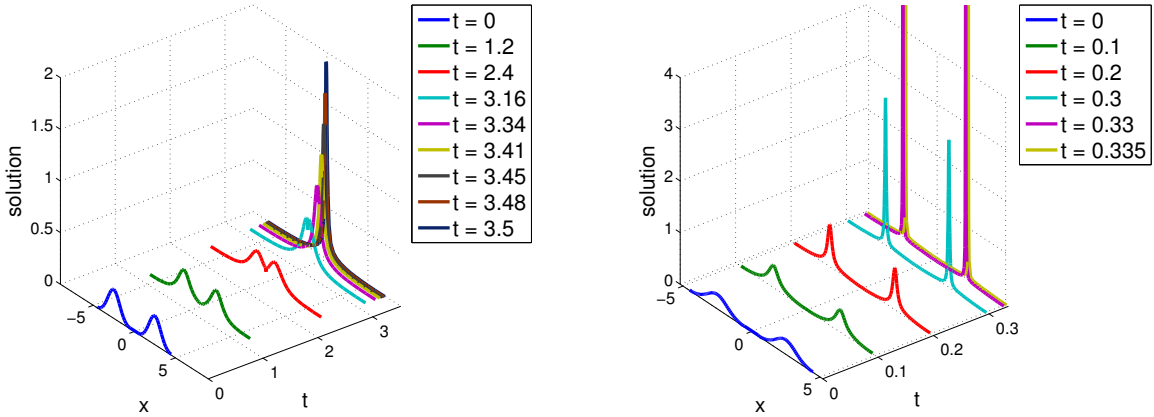 2
1.5
1
0.5
0
solution
−5
0
5
x
0
1
2
3
t
t = 0
t = 1.2
t = 2.4
t = 3.16
t = 3.34
t = 3.41
t = 3.45
t = 3.48
t = 3.5
4
3
2
1
0
solution
−5
0
5
x
0
0.1
0.2
0.3
t
t = 0
t = 0.1
t = 0.2
t = 0.3
t = 0.33
t = 0.335